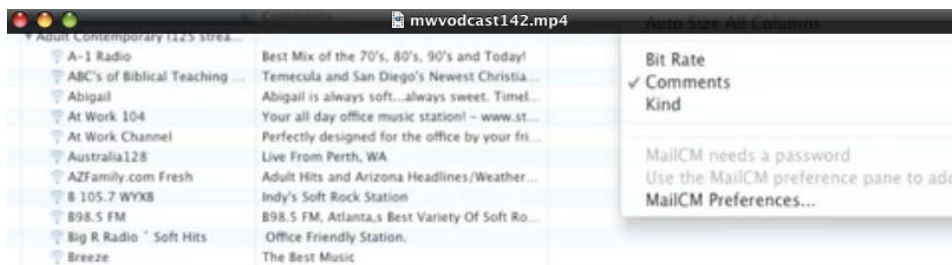 mwvodcast142.mp4
Comments
Auto Size All Columns
Adult Contemporary (125 strea...
A-1 Radio Best Mix of the 70's, 80's, 90's and Today!
ABC's of Biblical Teaching ... Temecula and San Diego's Newest Christia...
Abigail Abigail is always soft...always sweet. Timel...
At Work 104 Your all day office music station! - www.st...
At Work Channel Perfectly designed for the office by your fri...
Australia128 Live From Perth, WA
AZFamily.com Fresh Adult Hits and Arizona Headlines/Weather...
B 105.7 WYXB Indy's Soft Rock Station
B98.5 FM B98.5 FM, Atlanta,s Best Variety Of Soft Ro...
Big R Radio ˝ Soft Hits Office Friendly Station.
Breeze The Best Music
Bit Rate
✓ Comments
Kind
MailCM needs a password
Use the MailCM preference pane to add
MailCM Preferences...